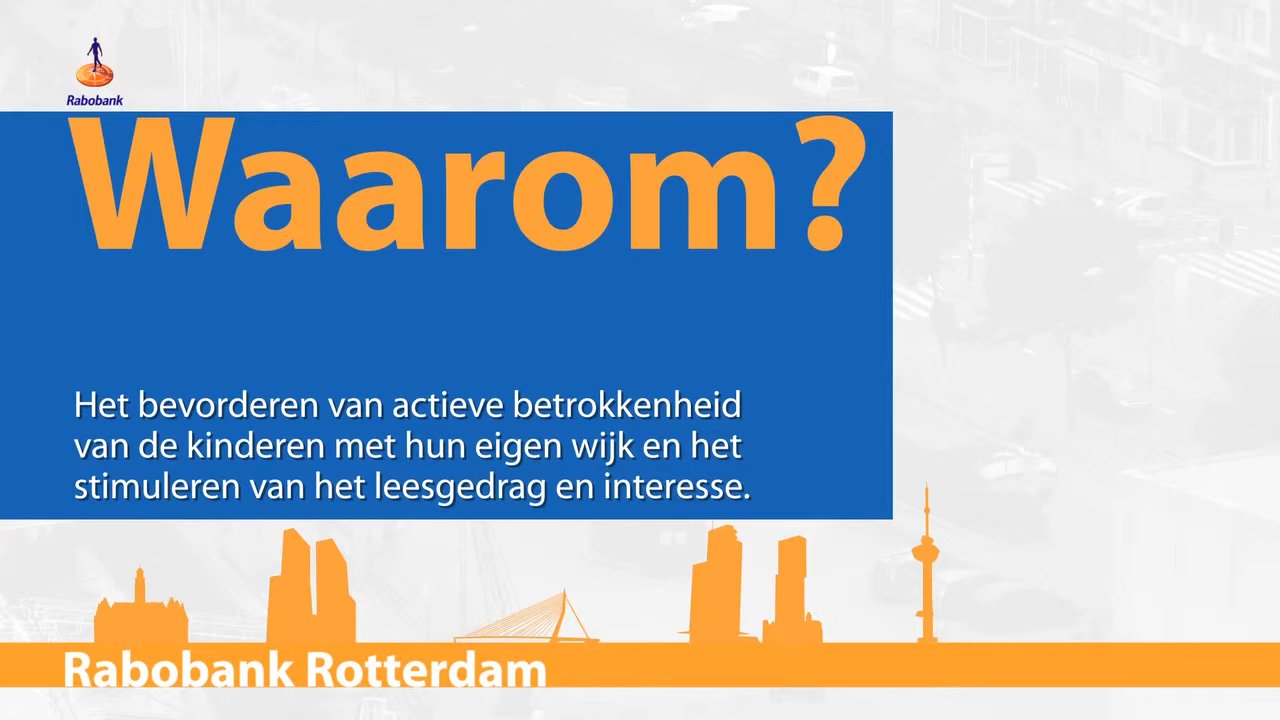 Rabobank
Waarom?
Het bevorderen van actieve betrokkenheid
van de kinderen met hun eigen wijk en het
stimuleren van het leesgedrag en interesse.
Rabobank Rotterdam